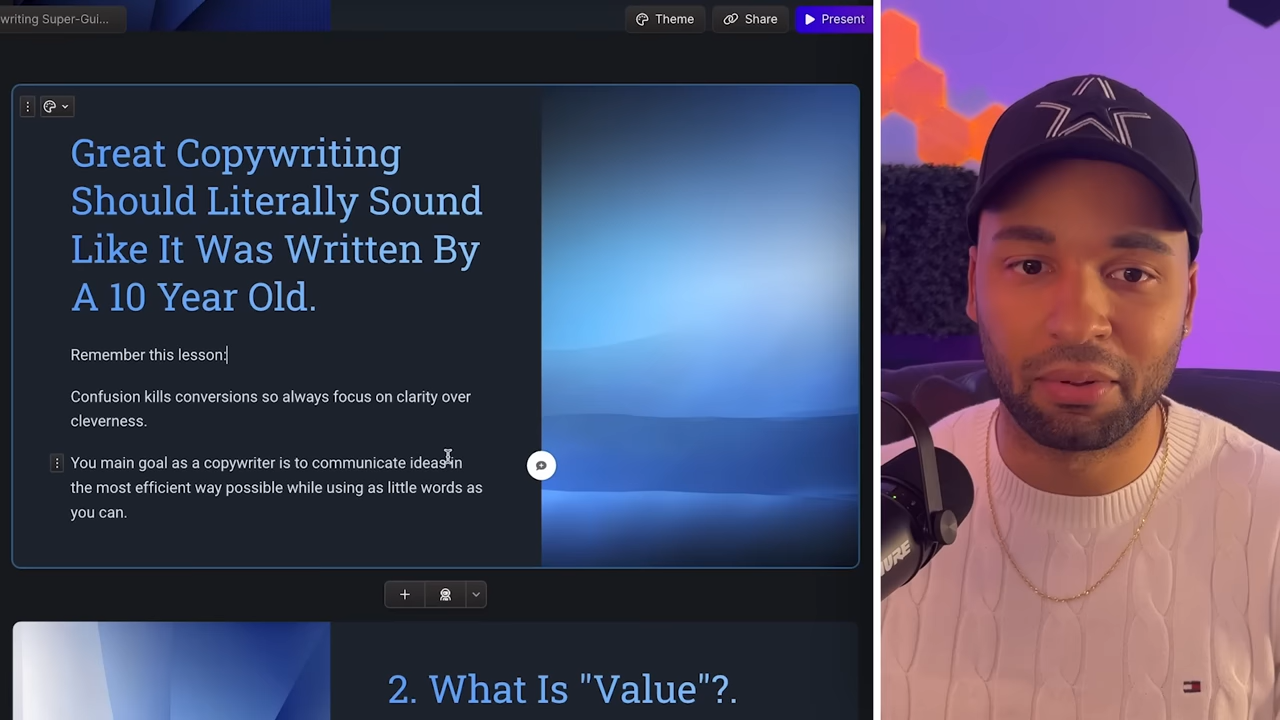 writing Super-Gui...
Theme
Share
Present
Great Copywriting
Should Literally Sound
Like It Was Written By
A 10 Year Old.
Remember this lesson:
Confusion kills conversions so always focus on clarity over
cleverness.
You main goal as a copywriter is to communicate ideas in
the most efficient way possible while using as little words as
you can.
2. What Is "Value"?.
SHURE